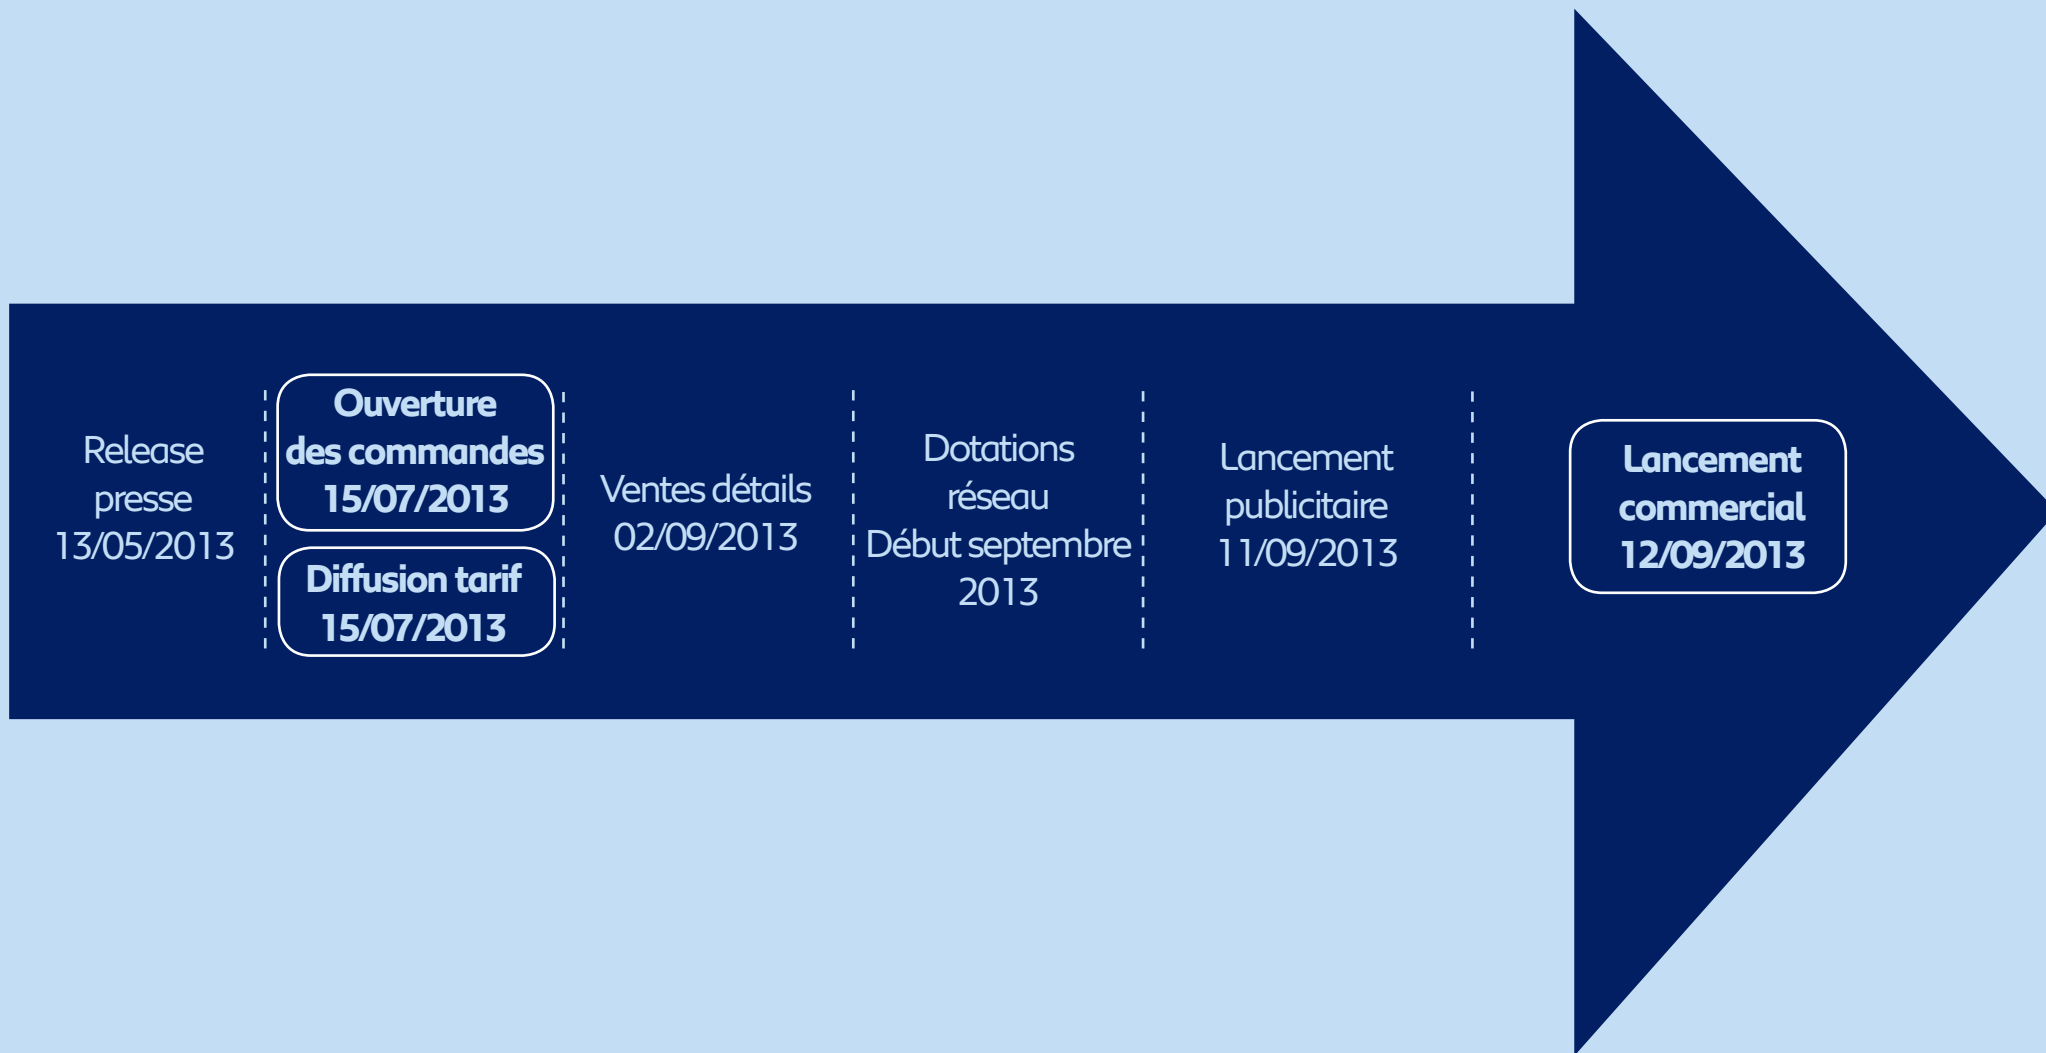 Release
presse
13/05/2013
Ouverture
des commandes
15/07/2013
Diffusion tarif
15/07/2013
Ventes détails
02/09/2013
Dotations
réseau
Début septembre
2013
Lancement
publicitaire
11/09/2013
Lancement
commercial
12/09/2013